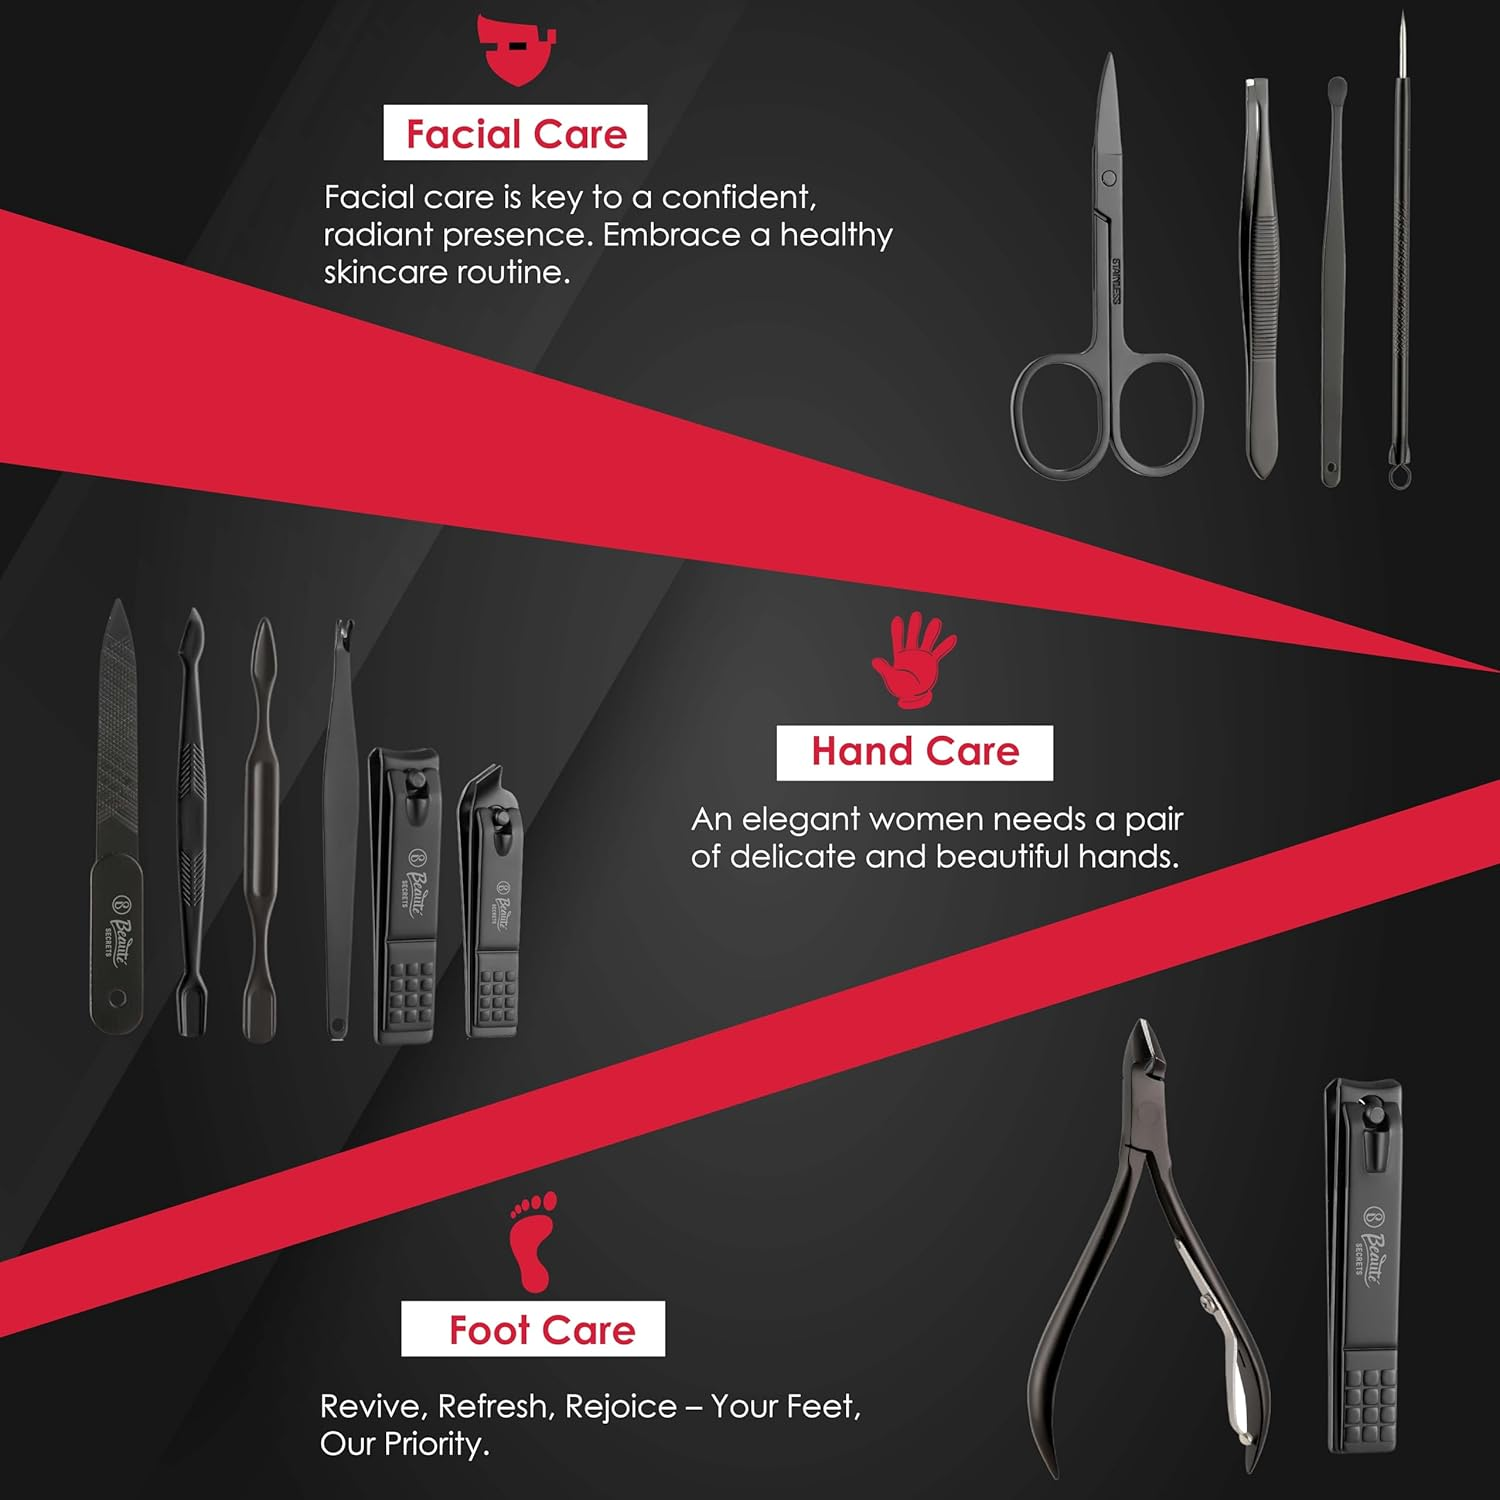 Facial Care
Facial care is key to a confident,
radiant presence. Embrace a healthy
skincare routine.
STAINLESS
Hand Care
An elegant women needs a pair
of delicate and beautiful hands.
B
Beauté
SECRETS
B
Beauté
SECRETS
B
Beauté
SECRETS
Foot Care
Revive, Refresh, Rejoice – Your Feet,
Our Priority.
B
Beauté
SECRETS